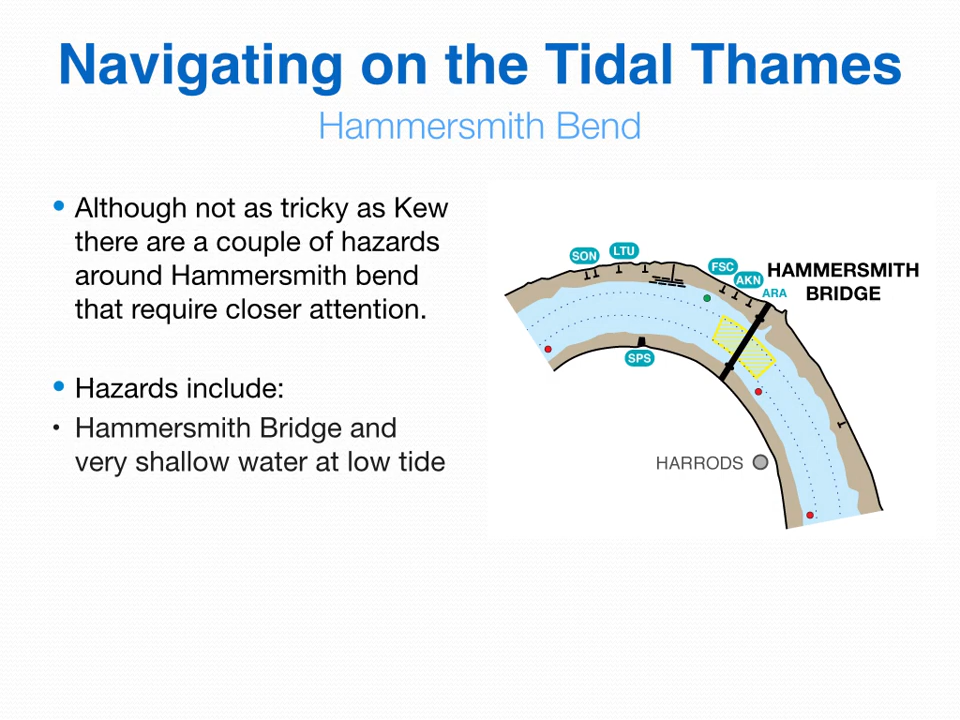 Navigating on the Tidal Thames
Hammersmith Bend
• Although not as tricky as Kew
there are a couple of hazards
around Hammersmith bend
that require closer attention.
• Hazards include:
• Hammersmith Bridge and
very shallow water at low tide
SON
LTU
FSC
AKN
ARA
HAMMERSMITH
BRIDGE
SPS
HARRODS